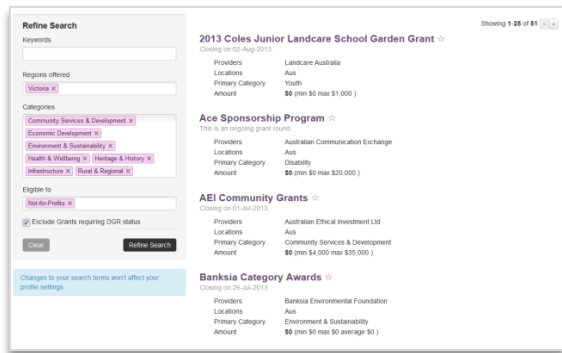 Refine Search
Keywords
Regions offered
Victoria ×
Categories
Community Services & Development ×
Economic Development ×
Environment & Sustainability ×
Health & Wellbeing × Heritage & History ×
Infrastructure × Rural & Regional ×
Eligible to
Not-for-Profits ×
Exclude Grants requiring DGR status
Clear Refine Search
Changes to your search terms won't affect your
profile settings
Showing 1-25 of 51
2013 Coles Junior Landcare School Garden Grant ☆
Closing on 02-Aug-2013.
Providers Landcare Australia
Locations Aus
Primary Category Youth
Amount $0 (min $0 max $1,000 )
Ace Sponsorship Program ☆
This is an ongoing grant round.
Providers Australian Communication Exchange
Locations Aus
Primary Category Disability
Amount $0 (min $0 max $20,000 )
AEI Community Grants ☆
Closing on 01-Jul-2013.
Providers Australian Ethical Investment Ltd
Locations Aus
Primary Category Community Services & Development
Amount $0 (min $4,000 max $35,000 )
Banksia Category Awards ☆
Closing on 26-Jul-2013.
Providers Banksia Environmental Foundation
Locations Aus
Primary Category Environment & Sustainability
Amount $0 (min $0 max $0 average $0 )